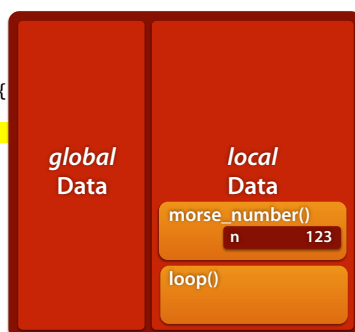 {
global
Data
local
Data
morse_number()
n 123
loop()